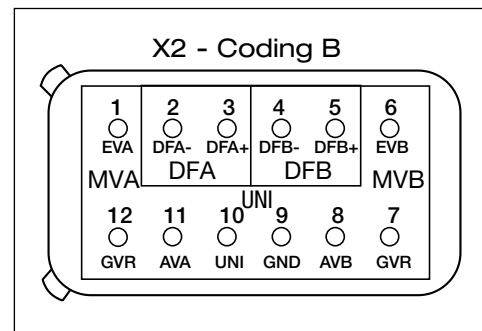 X2 - Coding B
1 2 3 4 5 6
EVA DFA- DFA+ DFB- DFB+ EVB
MVA DFA DFB MVB
UNI
12 11 10 9 8 7
GVR AVA UNI GND AVB GVR